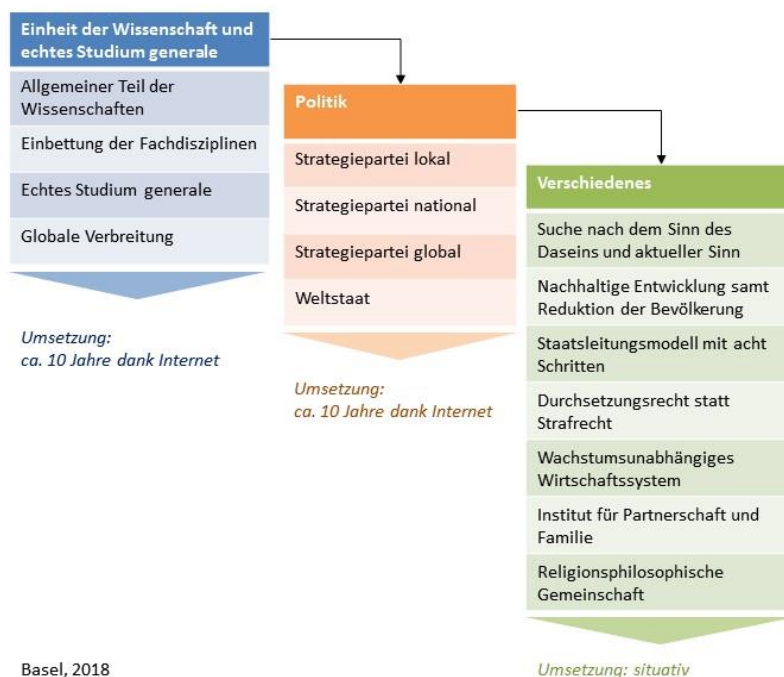 Einheit der Wissenschaft und
echtes Studium generale
Allgemeiner Teil der
Wissenschaften
Einbettung der Fachdisziplinen
Echtes Studium generale
Globale Verbreitung
Umsetzung:
ca. 10 Jahre dank Internet
Politik
Strategiepartei lokal
Strategiepartei national
Strategiepartei global
Weltstaat
Umsetzung:
ca. 10 Jahre dank Internet
Verschiedenes
Suche nach dem Sinn des
Daseins und aktueller Sinn
Nachhaltige Entwicklung samt
Reduktion der Bevölkerung
Staatsleitungsmodell mit acht
Schritten
Durchsetzungsrecht statt
Strafrecht
Wachstumsunabhängiges
Wirtschaftssystem
Institut für Partnerschaft und
Familie
Religionsphilosophische
Gemeinschaft
Umsetzung: situativ
Basel, 2018